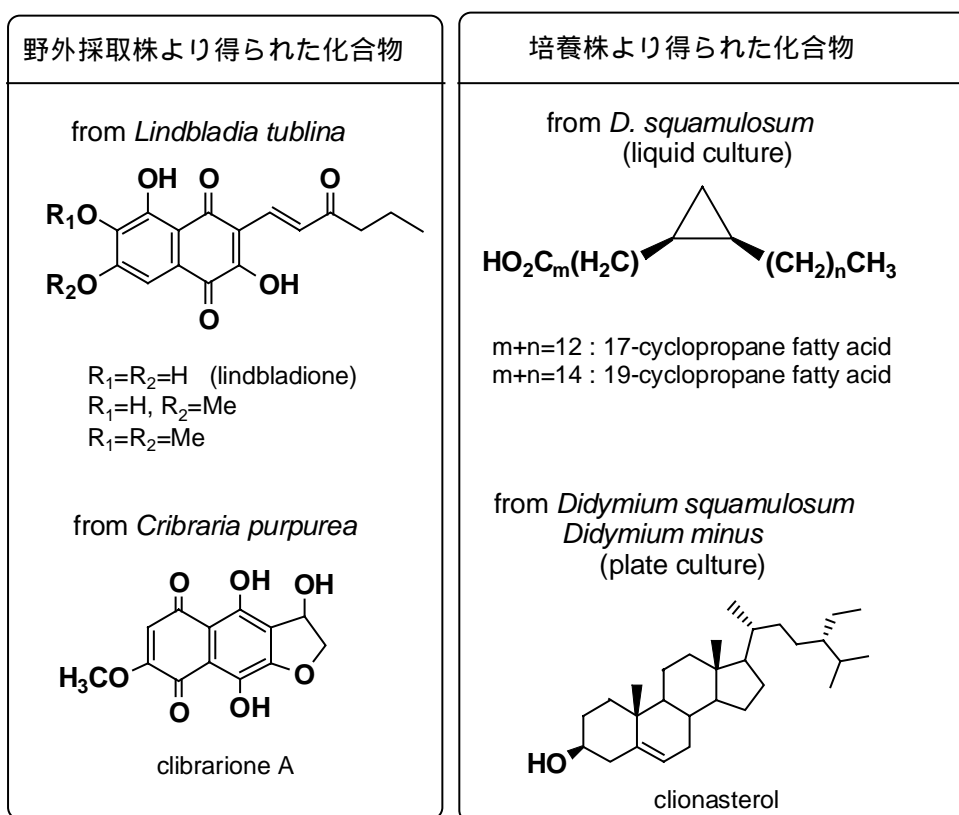 野外採取株より得られた化合物
from Lindbladia tublina
OH
O
O
R1O
R2O
OH
O
R1=R2=H (lindbladione)
R1=H, R2=Me
R1=R2=Me
from Cribraria purpurea
O
OH
OH
H3CO
O
O
OH
clibrarione A
培養株より得られた化合物
from D. squamulosum
(liquid culture)
HO2Cm(H2C)
(CH2)nCH3
m+n=12 : 17-cyclopropane fatty acid
m+n=14 : 19-cyclopropane fatty acid
from Didymium squamulosum
Didymium minus
(plate culture)
HO
clionasterol